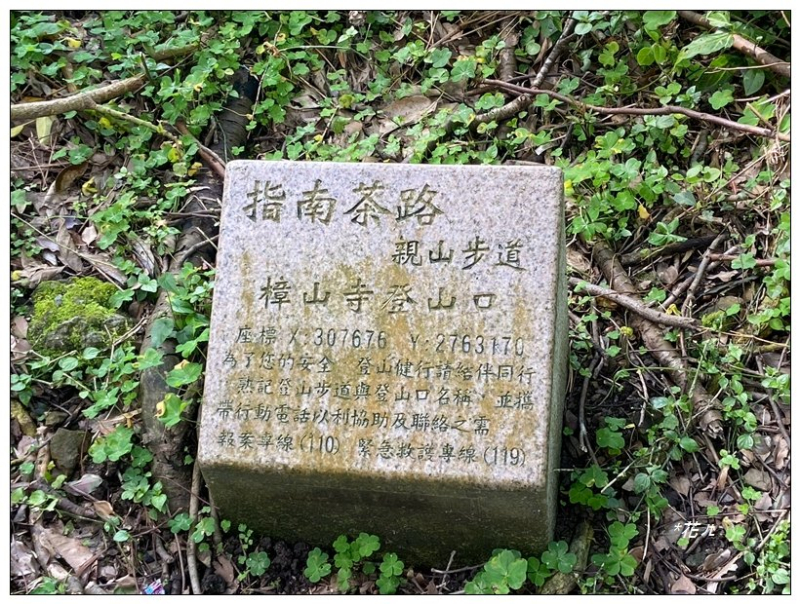 指南茶路
親山步道
樟山寺登山口
座標 X:307676 Y:2763170
為了您的安全 登山健行請結伴同行
熟記登山步道與登山口名稱、並攜
帶行動電話以利協助及聯絡之需
報案專線(110) 緊急救護專線(119)
*花ル*